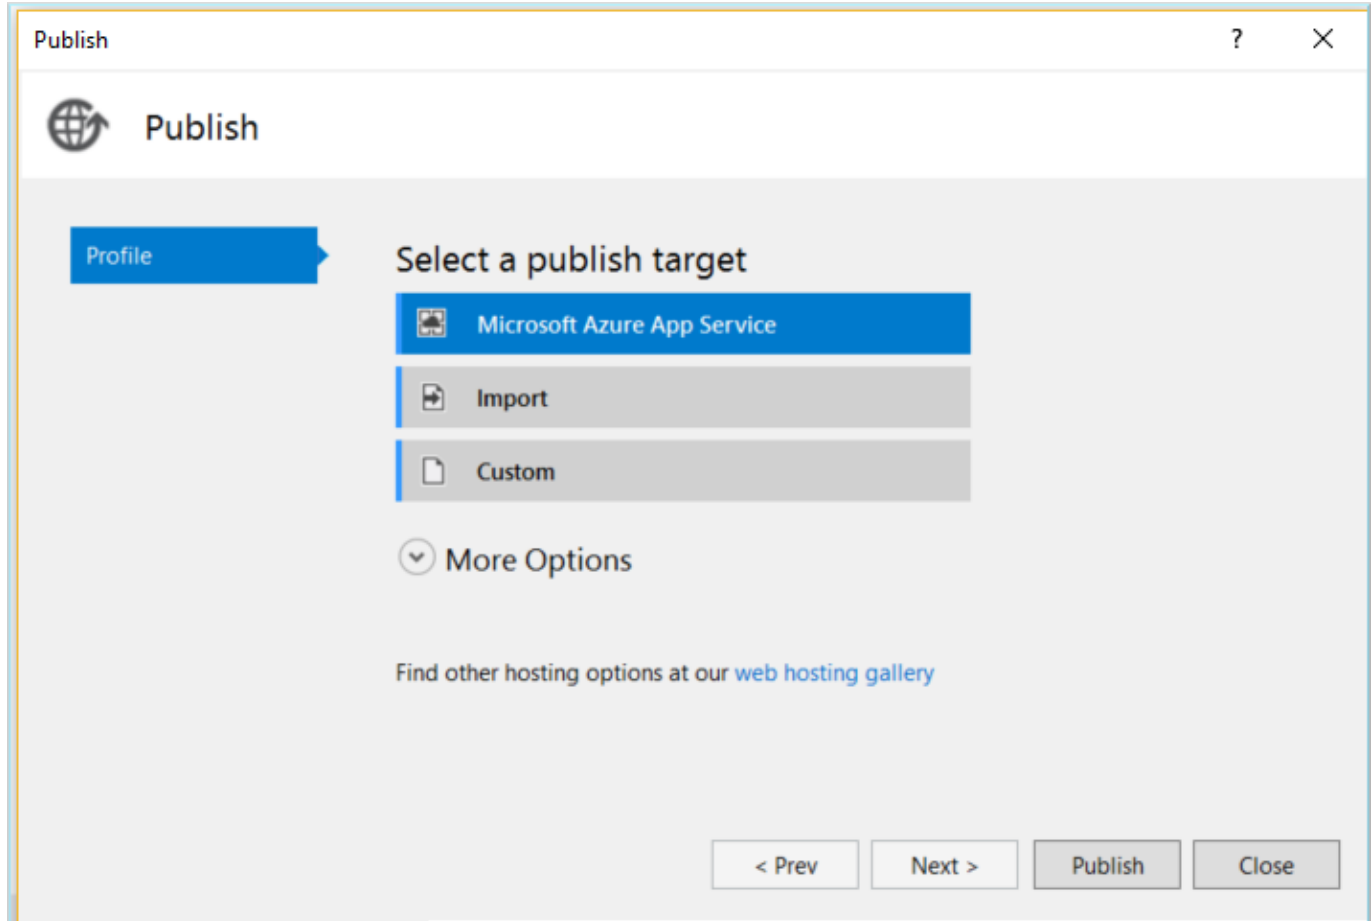 Publish
?
Publish
Profile
Select a publish target
Microsoft Azure App Service
Import
Custom
More Options
Find other hosting options at our web hosting gallery
< Prev
Next >
Publish
Close